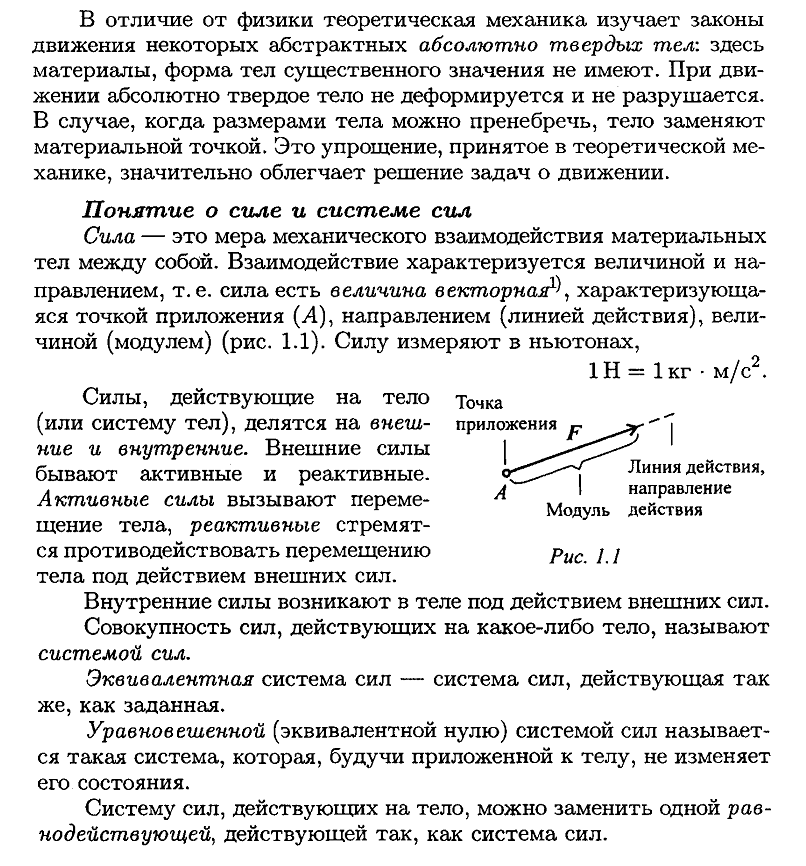 В отличие от физики теоретическая механика изучает законы
движения некоторых абстрактных абсолютно твердых тел: здесь
материалы, форма тел существенного значения не имеют. При дви-
жении абсолютно твердое тело не деформируется и не разрушается.
В случае, когда размерами тела можно пренебречь, тело заменяют
материальной точкой. Это упрощение, принятое в теоретической ме-
ханике, значительно облегчает решение задач о движении.
Понятие о силе и системе сил
Сила — это мера механического взаимодействия материальных
тел между собой. Взаимодействие характеризуется величиной и на-
правлением, т. е. сила есть величина векторная¹⁾, характеризующа-
яся точкой приложения (А), направлением (линией действия), вели-
чиной (модулем) (рис. 1.1). Силу измеряют в ньютонах,
1 Н = 1 кг · м/с².
Силы, действующие на тело
(или систему тел), делятся на внеш-
ние и внутренние. Внешние силы
бывают активные и реактивные.
Активные силы вызывают переме-
щение тела, реактивные стремят-
ся противодействовать перемещению
тела под действием внешних сил.
Точка
приложения
F
A
Линия действия,
направление
действия
Модуль
Рис. 1.1
Внутренние силы возникают в теле под действием внешних сил.
Совокупность сил, действующих на какое-либо тело, называют
системой сил.
Эквивалентная система сил — система сил, действующая так
же, как заданная.
Уравновешенной (эквивалентной нулю) системой сил называет-
ся такая система, которая, будучи приложенной к телу, не изменяет
его состояния.
Систему сил, действующих на тело, можно заменить одной рав-
нодействующей, действующей так, как система сил.